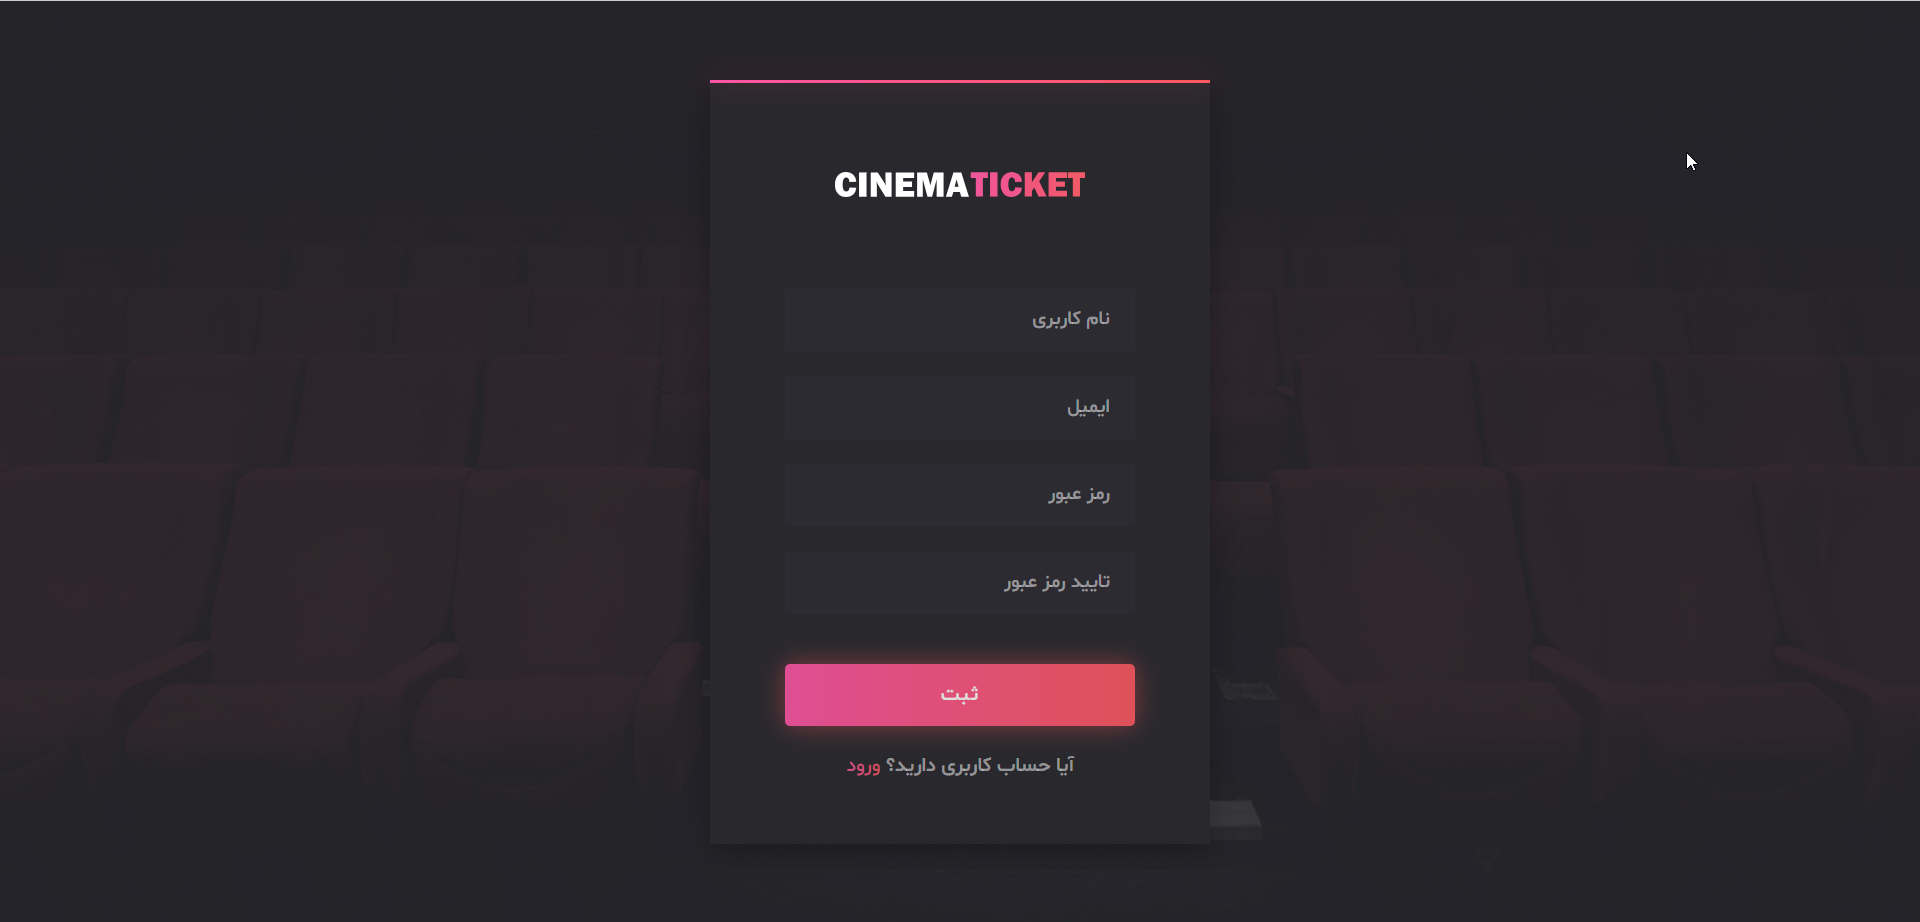 CINEMATICKET
نام کاربری
ایمیل
رمز عبور
تایید رمز عبور
ثبت
آیا حساب کاربری دارید؟ ورود